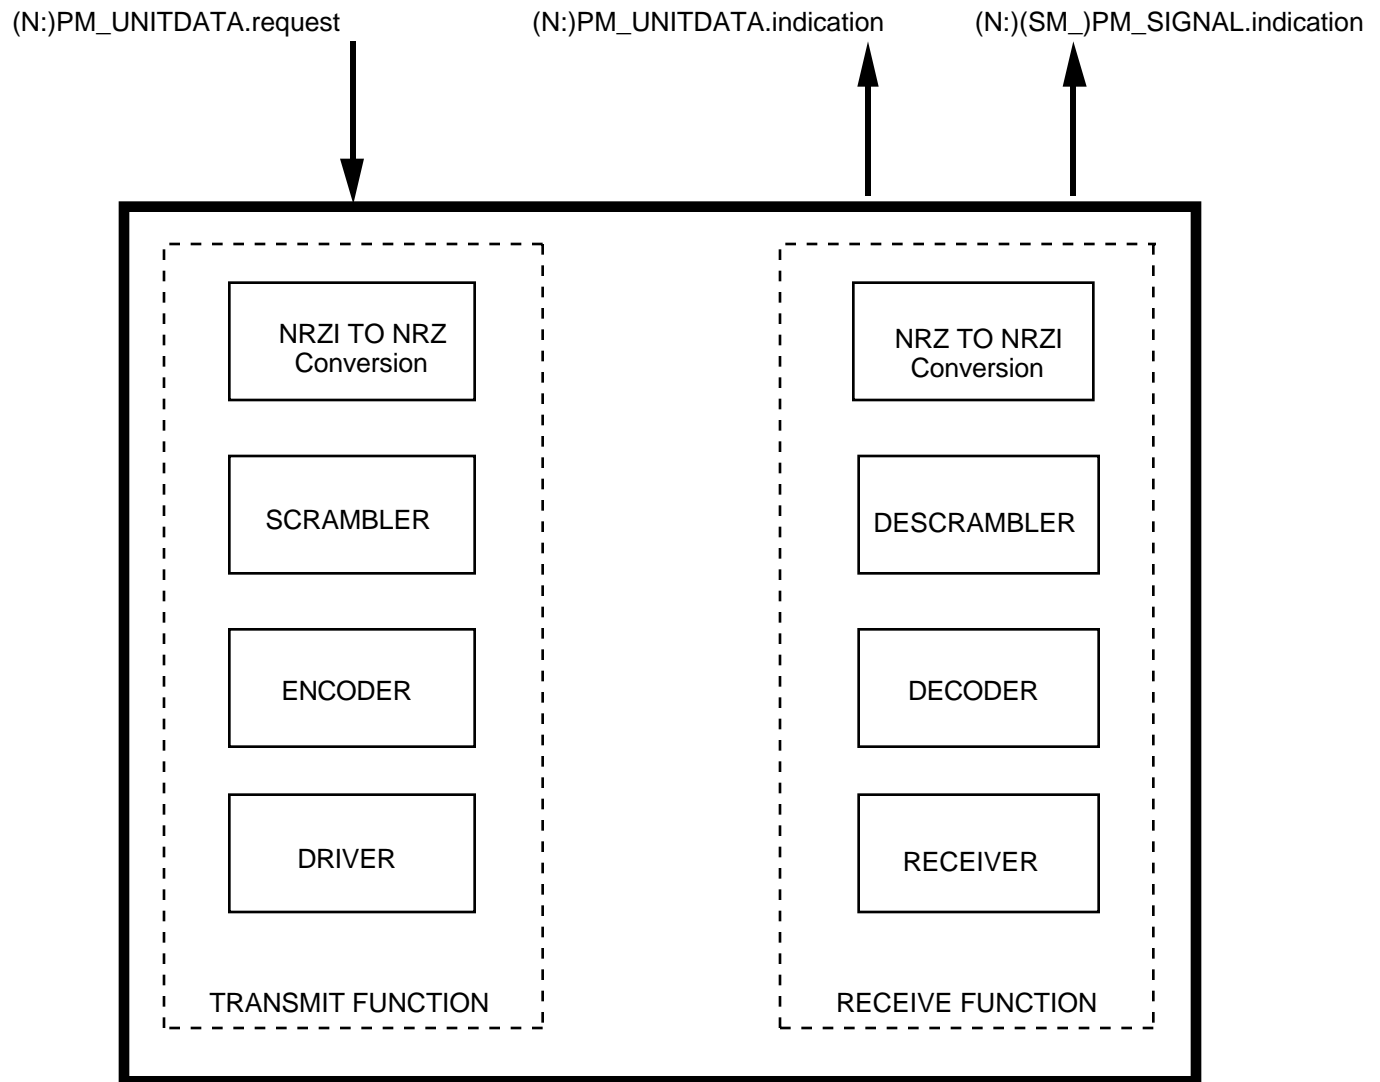 (N:)PM_UNITDATA.request
(N:)PM_UNITDATA.indication
(N:)(SM_)PM_SIGNAL.indication
NRZI TO NRZ
Conversion
SCRAMBLER
ENCODER
DRIVER
TRANSMIT FUNCTION
NRZ TO NRZI
Conversion
DESCRAMBLER
DECODER
RECEIVER
RECEIVE FUNCTION